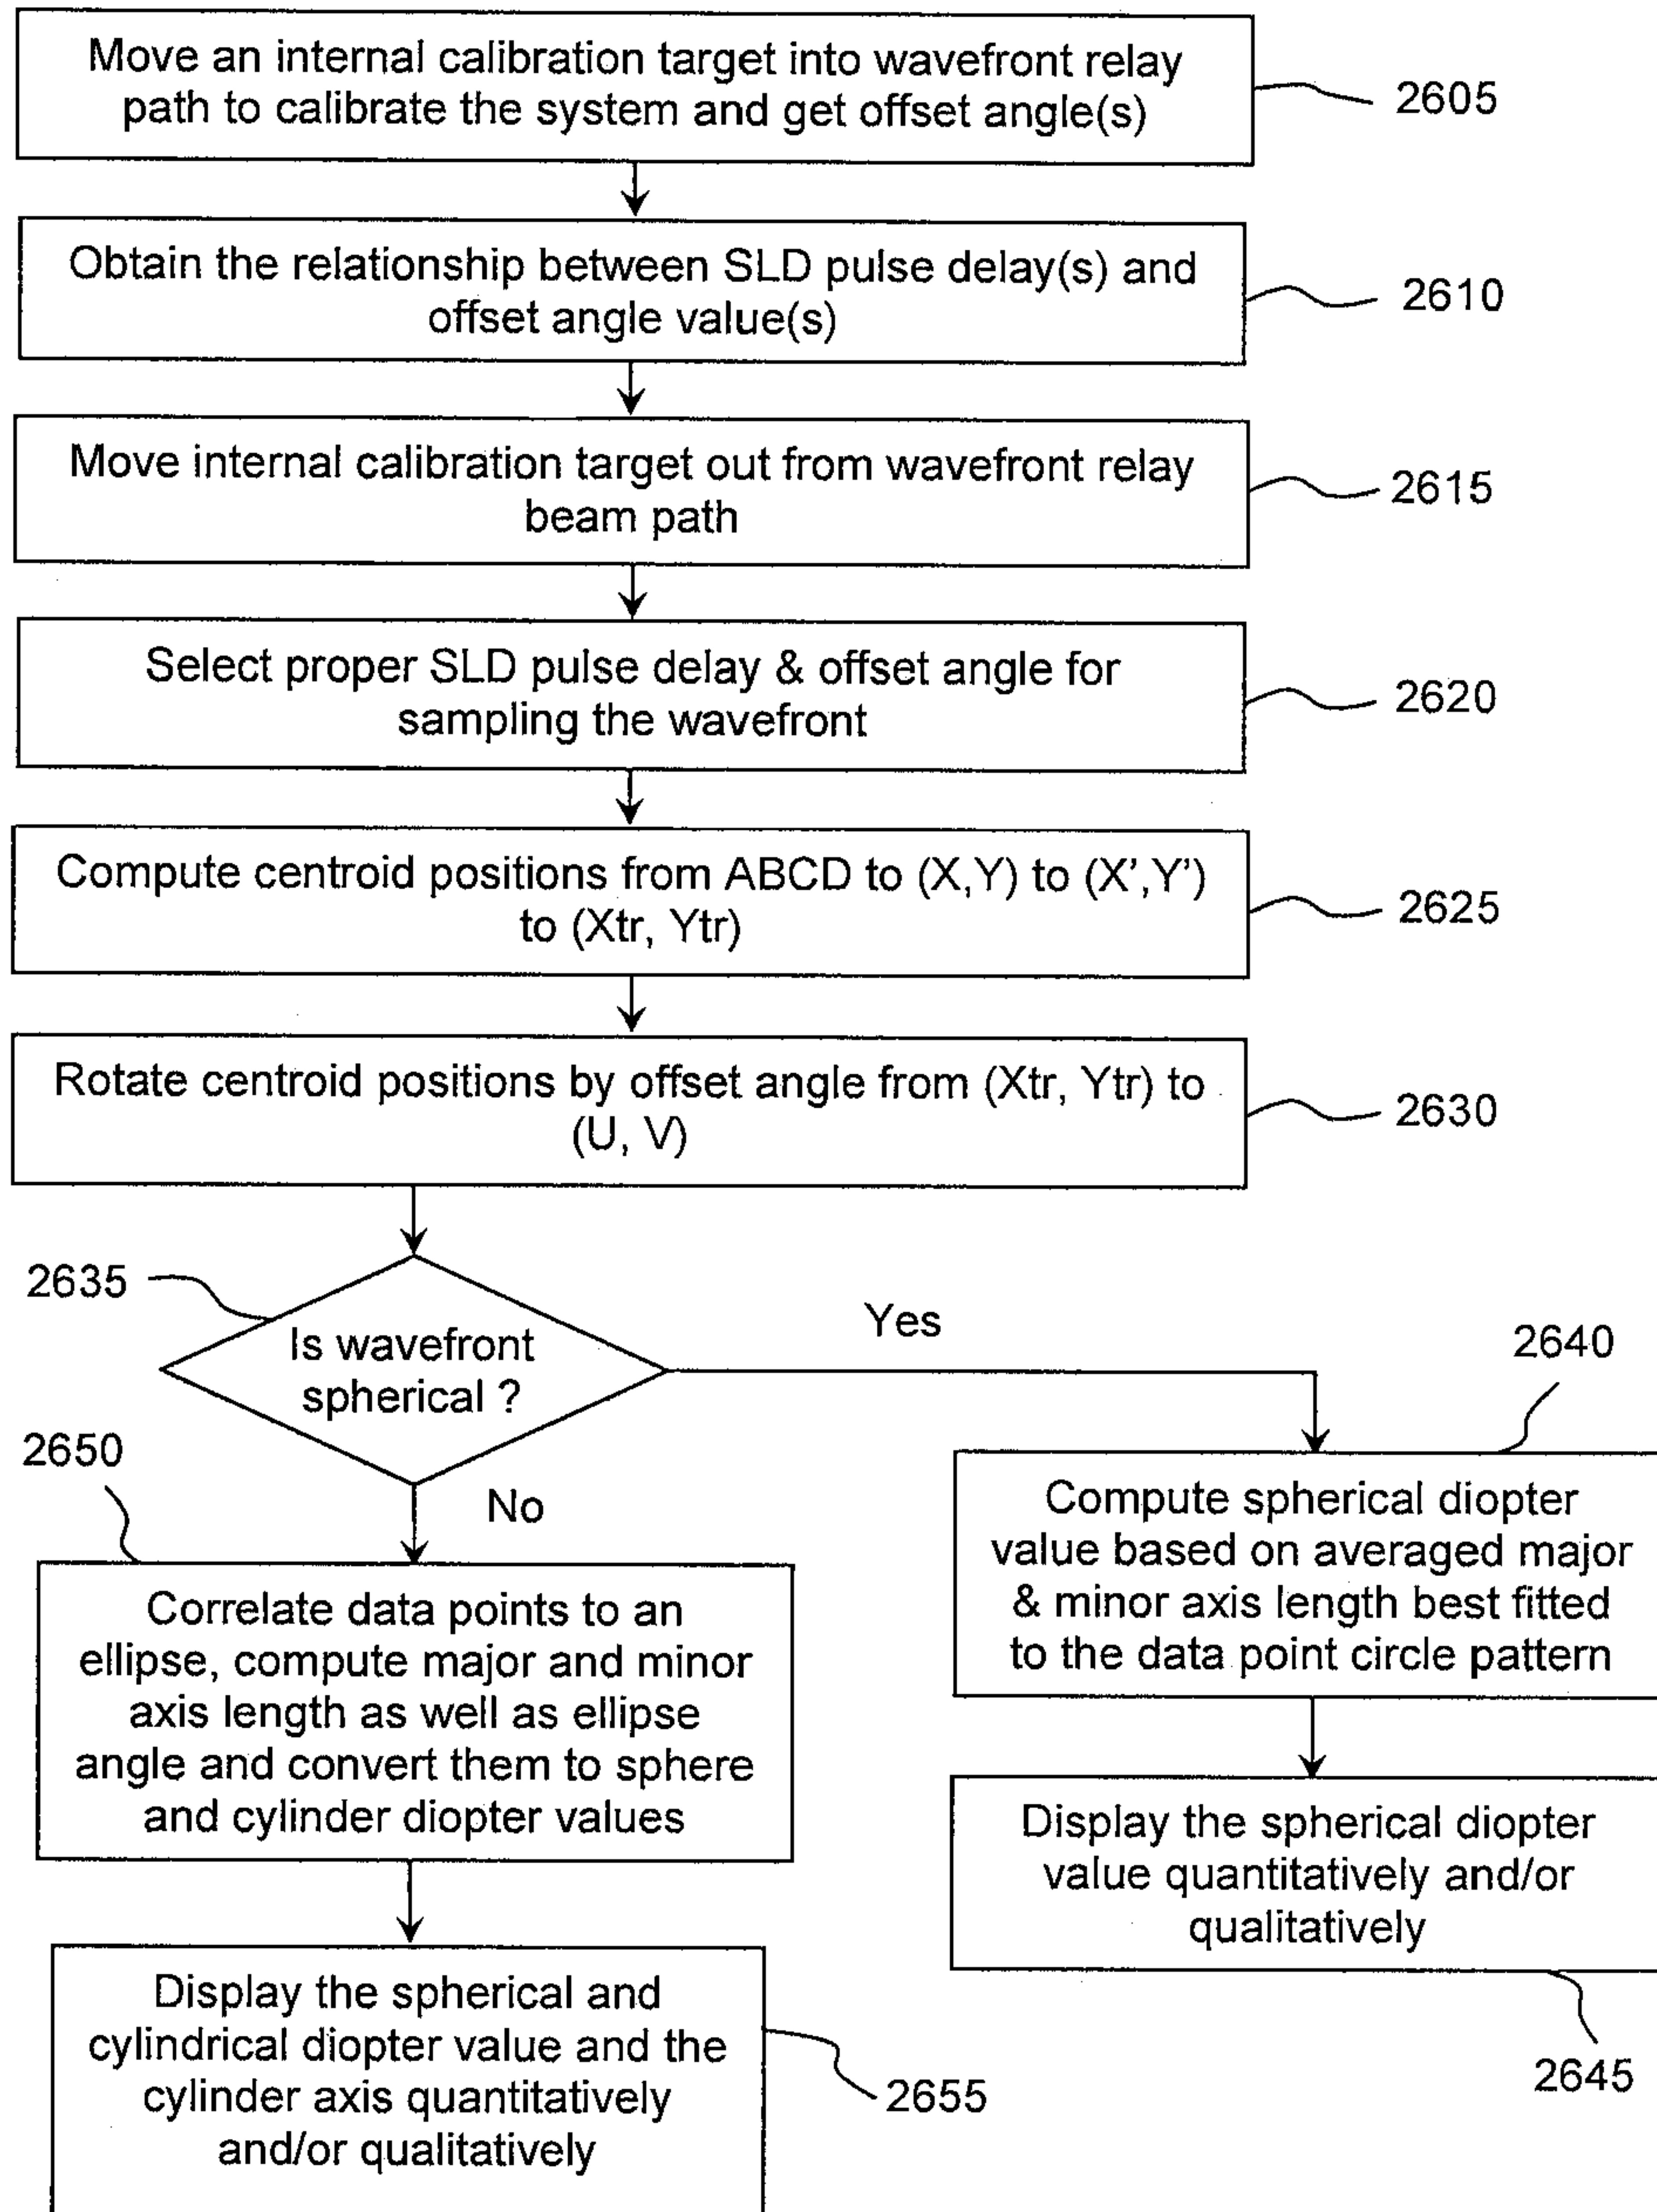 Move an internal calibration target into wavefront relay
path to calibrate the system and get offset angle(s)
2605
Obtain the relationship between SLD pulse delay(s) and
offset angle value(s)
2610
Move internal calibration target out from wavefront relay
beam path
2615
Select proper SLD pulse delay & offset angle for
sampling the wavefront
2620
Compute centroid positions from ABCD to (X,Y) to (X',Y')
to (Xtr, Ytr)
2625
Rotate centroid positions by offset angle from (Xtr, Ytr) to
(U, V)
2630
2635
Is wavefront
spherical ?
Yes
No
2640
Compute spherical diopter
value based on averaged major
& minor axis length best fitted
to the data point circle pattern
Display the spherical diopter
value quantitatively and/or
qualitatively
2645
2650
Correlate data points to an
ellipse, compute major and minor
axis length as well as ellipse
angle and convert them to sphere
and cylinder diopter values
Display the spherical and
cylindrical diopter value and the
cylinder axis quantitatively
and/or qualitatively
2655